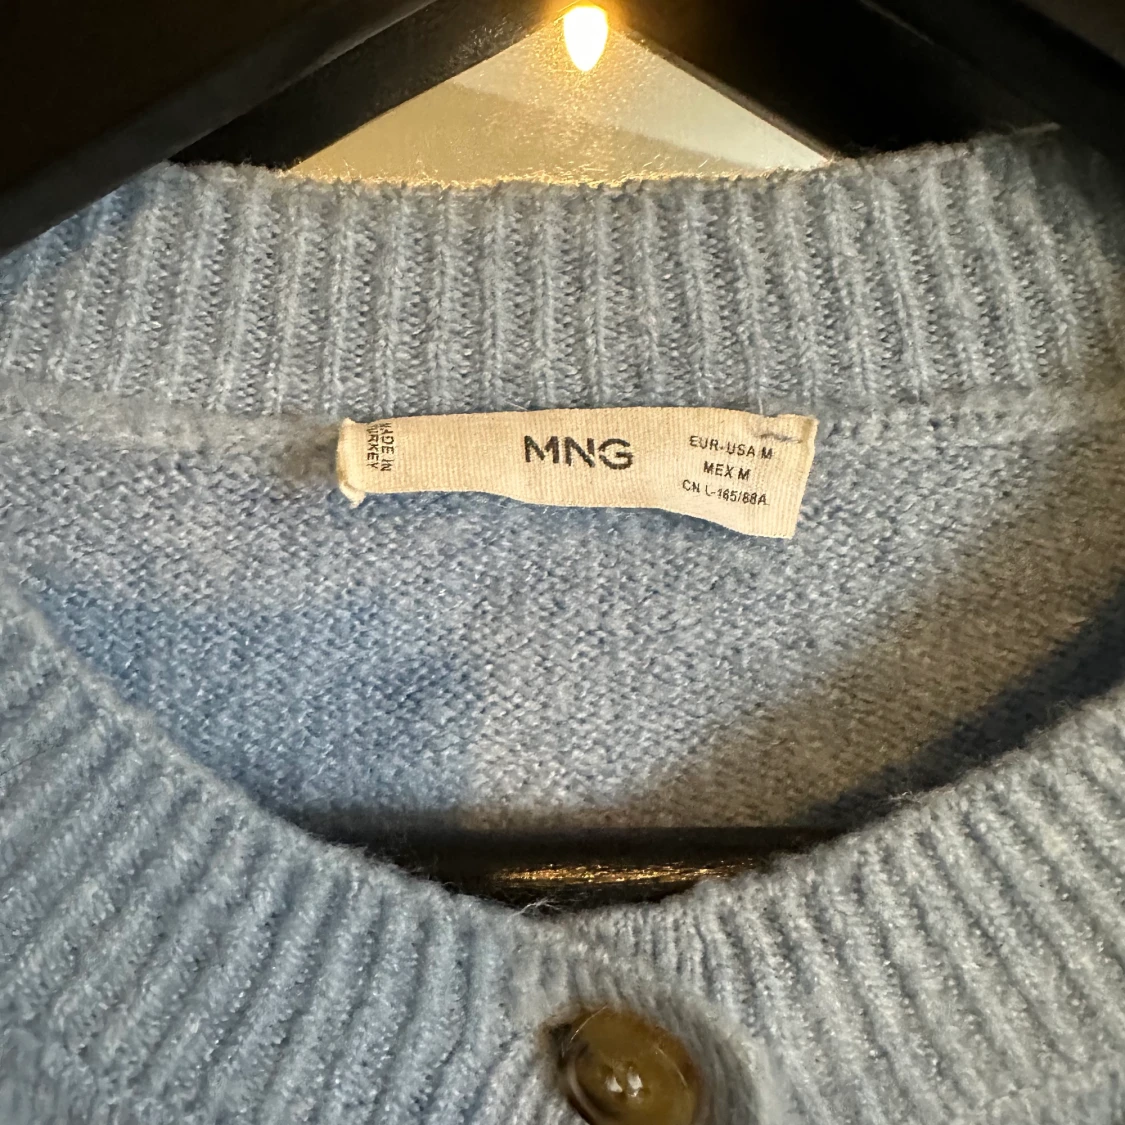 MADE IN
TURKEY
MNG
EUR-USA M
MEX M
CN L-165/88A